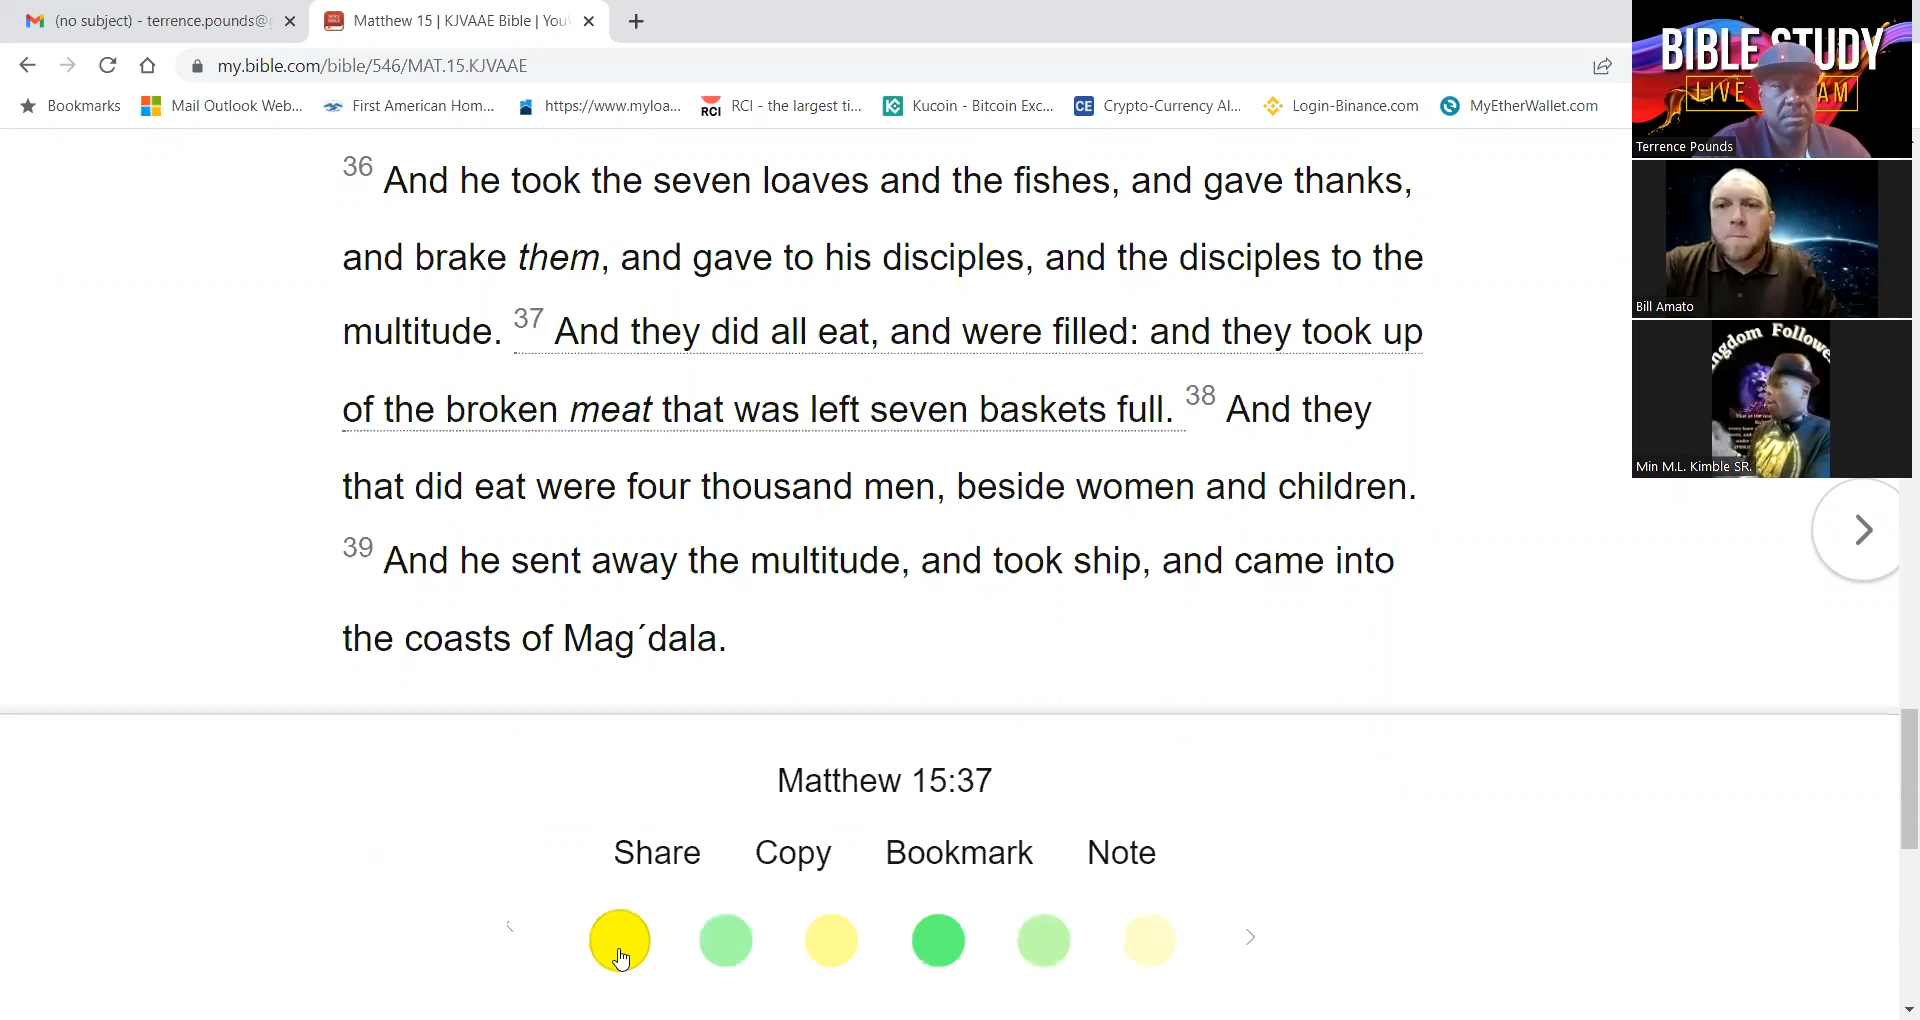 (no subject) - terrence.pounds@
Matthew 15 | KJVAAE Bible | You
my.bible.com/bible/546/MAT.15.KJVAAE
Bookmarks
Mail Outlook Web...
First American Hom...
https://www.myloa...
RCI
RCI - the largest ti...
Kucoin - Bitcoin Exc...
CE
Crypto-Currency Al...
Login-Binance.com
MyEtherWallet.com
BIBLE STUDY
LIVE AM
Terrence Pounds
Bill Amato
ngdom Followe
Min M.L. Kimble SR.
36 And he took the seven loaves and the fishes, and gave thanks,
and brake them, and gave to his disciples, and the disciples to the
multitude. 37 And they did all eat, and were filled: and they took up
of the broken meat that was left seven baskets full. 38 And they
that did eat were four thousand men, beside women and children.
39 And he sent away the multitude, and took ship, and came into
the coasts of Mag´dala.
Matthew 15:37
Share Copy Bookmark Note